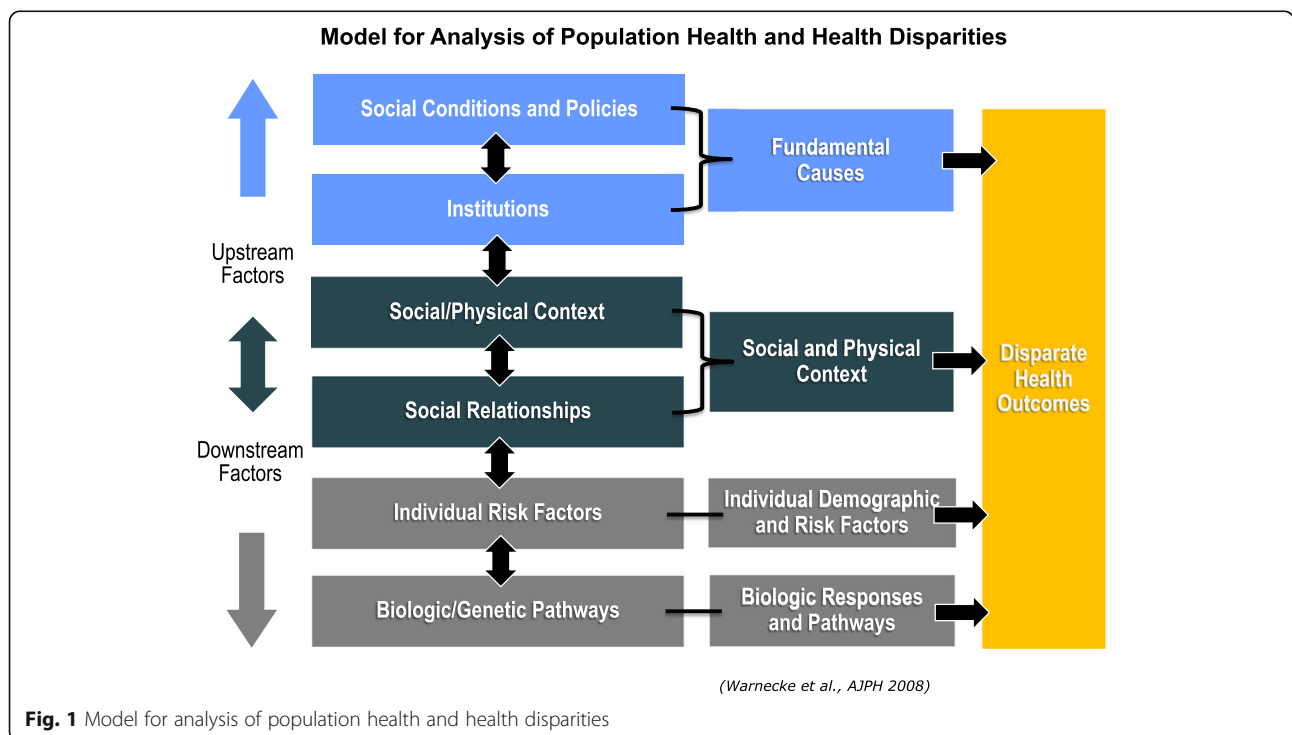 Model for Analysis of Population Health and Health Disparities
Social Conditions and Policies
Fundamental
Causes
Institutions
Upstream
Factors
Social/Physical Context
Social and Physical
Context
Disparate
Health
Outcomes
Social Relationships
Downstream
Factors
Individual Risk Factors
Individual Demographic
and Risk Factors
Biologic/Genetic Pathways
Biologic Responses
and Pathways
(Warnecke et al., AJPH 2008)
Fig. 1 Model for analysis of population health and health disparities